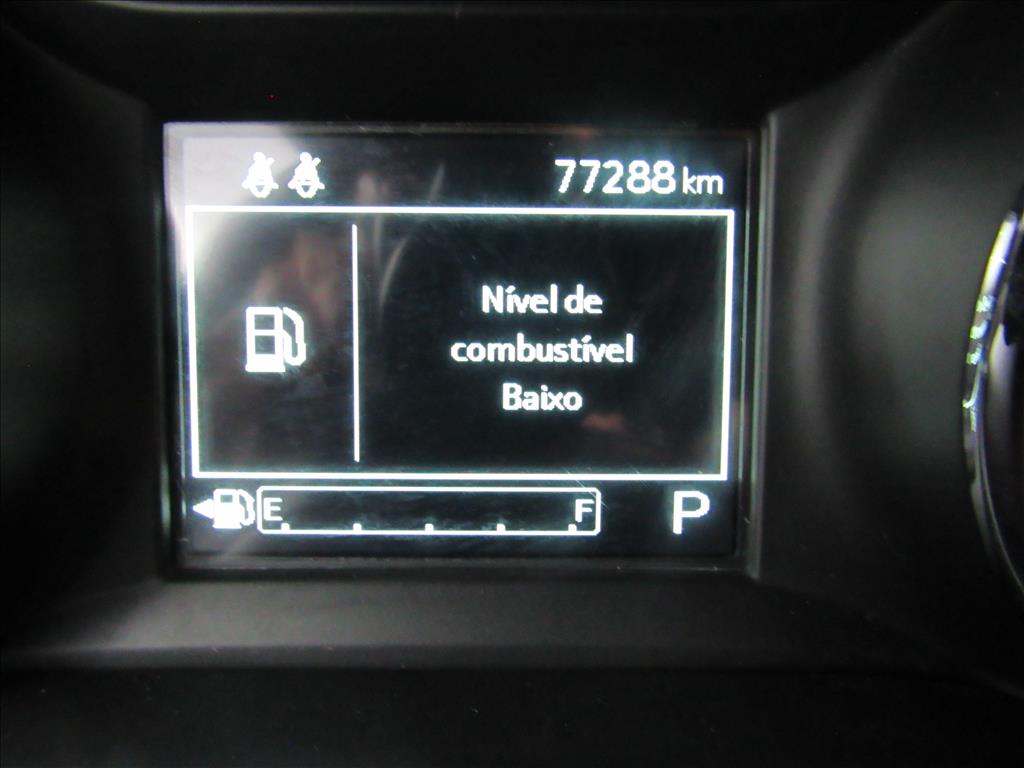 77288 km
Nível de
combustível
Baixo
E F P